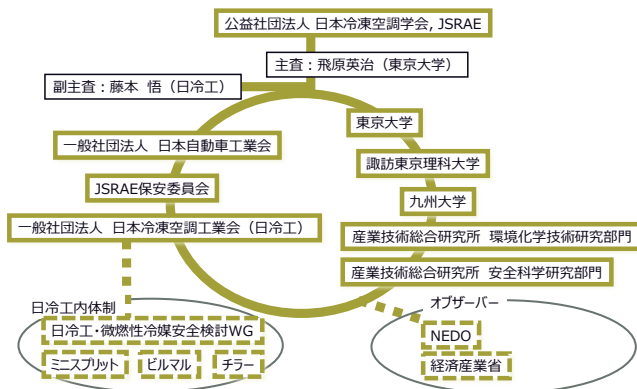 公益社団法人 日本冷凍空調学会, JSRAE
主査：飛原英治（東京大学）
副主査：藤本 悟（日冷工）
東京大学
一般社団法人 日本自動車工業会
諏訪東京理科大学
JSRAE保安委員会
九州大学
一般社団法人 日本冷凍空調工業会（日冷工）
産業技術総合研究所 環境化学技術研究部門
産業技術総合研究所 安全科学研究部門
日冷工内体制
日冷工・微燃性冷媒安全検討WG
ミニスプリット
ビルマル
チラー
オブザーバー
NEDO
経済産業省